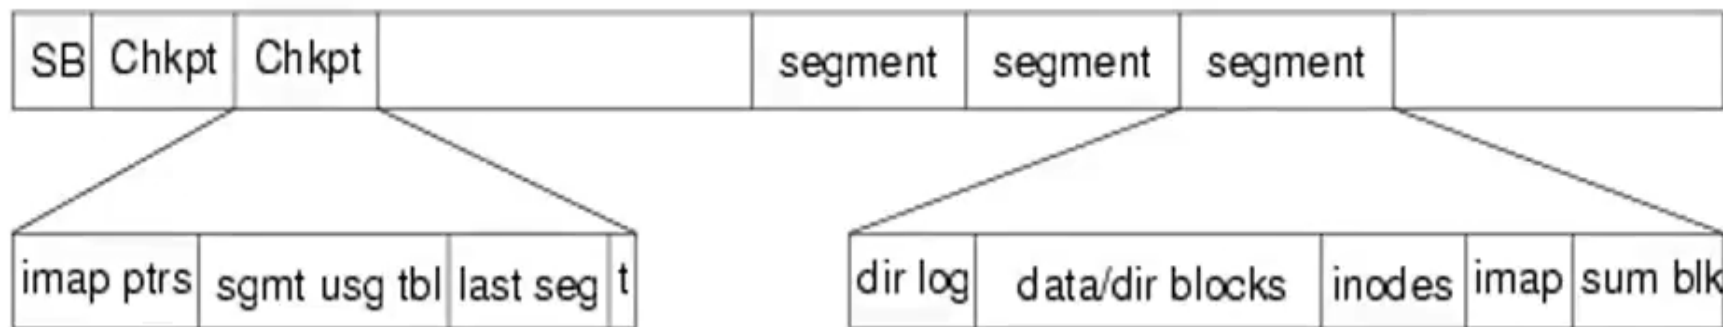 SB Chkpt Chkpt segment segment segment
imap ptrs sgmt usg tbl last seg t dir log data/dir blocks inodes imap sum blk